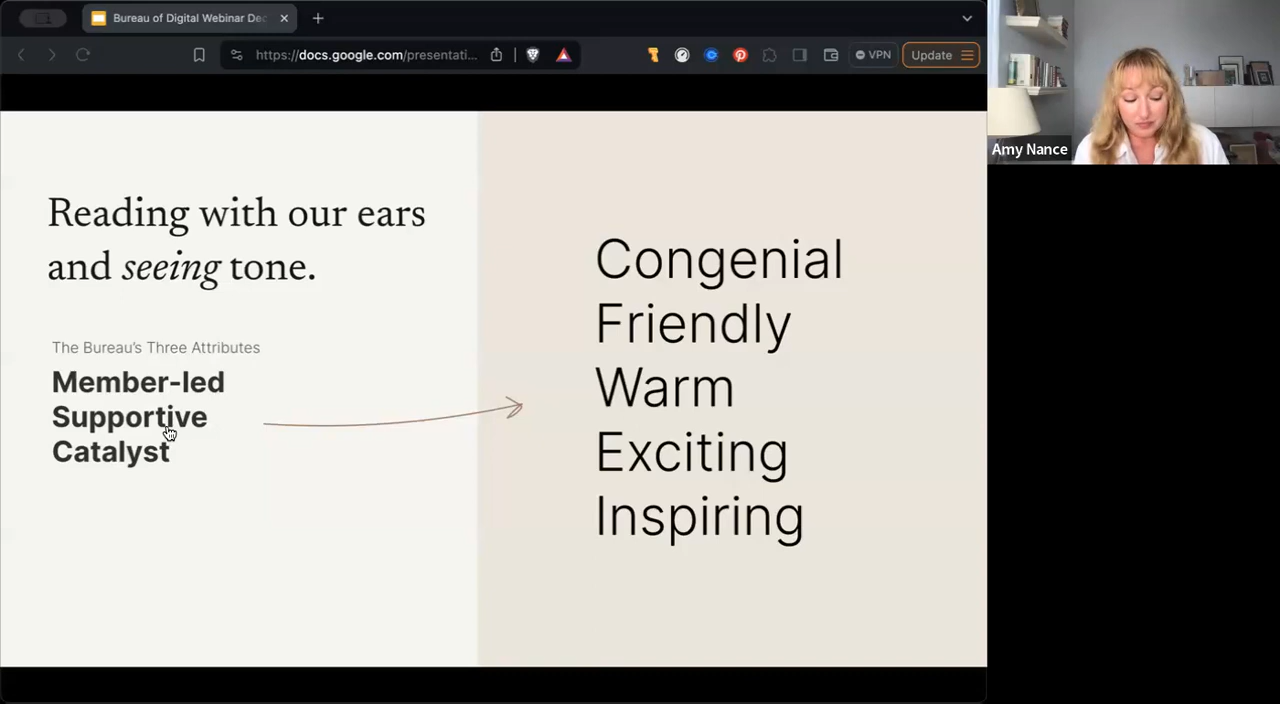 Bureau of Digital Webinar Dec
https://docs.google.com/presentati...
VPN
Update
Amy Nance
Reading with our ears
and seeing tone.
The Bureau's Three Attributes
Member-led
Supportive
Catalyst
Congenial
Friendly
Warm
Exciting
Inspiring